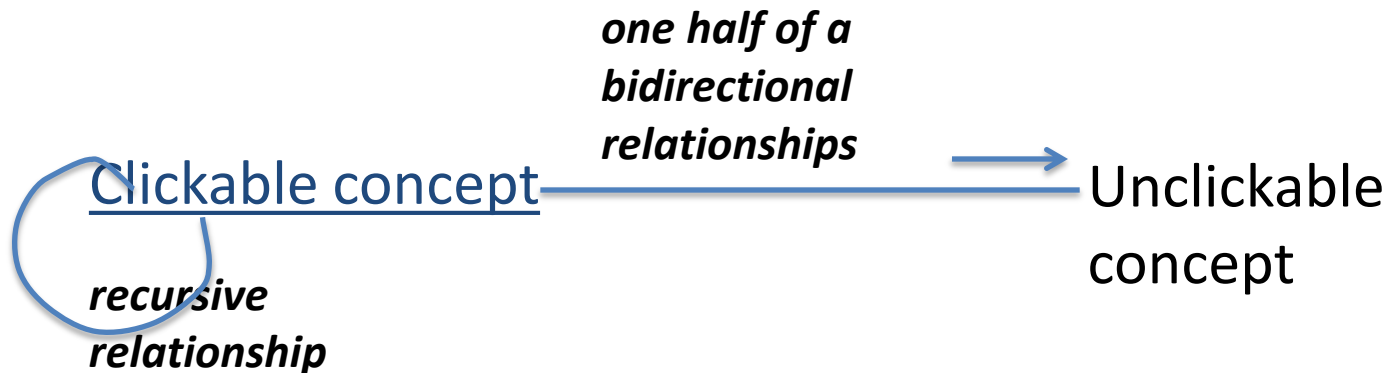 one half of a
bidirectional
relationships
Clickable concept
Unclickable
concept
recursive
relationship